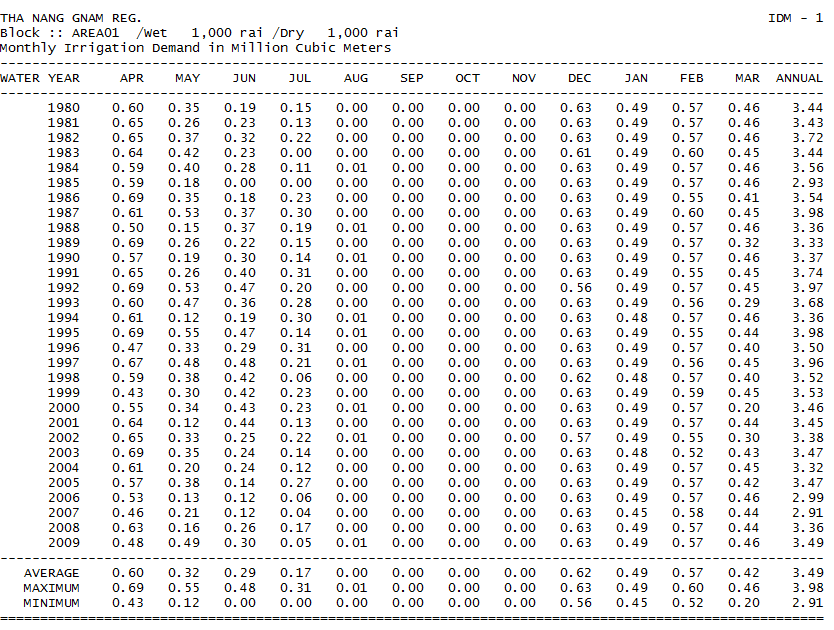 THA NANG GNAM REG. IDM - 1
Block :: AREA01 /Wet 1,000 rai /Dry 1,000 rai
Monthly Irrigation Demand in Million Cubic Meters
WATER YEAR APR MAY JUN JUL AUG SEP OCT NOV DEC JAN FEB MAR ANNUAL
1980 0.60 0.35 0.19 0.15 0.00 0.00 0.00 0.00 0.63 0.49 0.57 0.46 3.44
1981 0.65 0.26 0.23 0.13 0.00 0.00 0.00 0.00 0.63 0.49 0.57 0.46 3.43
1982 0.65 0.37 0.32 0.22 0.00 0.00 0.00 0.00 0.63 0.49 0.57 0.46 3.72
1983 0.64 0.42 0.23 0.00 0.00 0.00 0.00 0.00 0.61 0.49 0.60 0.45 3.44
1984 0.59 0.40 0.28 0.11 0.01 0.00 0.00 0.00 0.63 0.49 0.57 0.46 3.56
1985 0.59 0.18 0.00 0.00 0.00 0.00 0.00 0.00 0.63 0.49 0.57 0.46 2.93
1986 0.69 0.35 0.18 0.23 0.00 0.00 0.00 0.00 0.63 0.49 0.55 0.41 3.54
1987 0.61 0.53 0.37 0.30 0.00 0.00 0.00 0.00 0.63 0.49 0.60 0.45 3.98
1988 0.50 0.15 0.37 0.19 0.01 0.00 0.00 0.00 0.63 0.49 0.57 0.46 3.36
1989 0.69 0.26 0.22 0.15 0.00 0.00 0.00 0.00 0.63 0.49 0.57 0.32 3.33
1990 0.57 0.19 0.30 0.14 0.01 0.00 0.00 0.00 0.63 0.49 0.57 0.46 3.37
1991 0.65 0.26 0.40 0.31 0.00 0.00 0.00 0.00 0.63 0.49 0.55 0.45 3.74
1992 0.69 0.53 0.47 0.20 0.00 0.00 0.00 0.00 0.56 0.49 0.57 0.45 3.97
1993 0.60 0.47 0.36 0.28 0.00 0.00 0.00 0.00 0.63 0.49 0.56 0.29 3.68
1994 0.61 0.12 0.19 0.30 0.01 0.00 0.00 0.00 0.63 0.48 0.57 0.46 3.36
1995 0.69 0.55 0.47 0.14 0.01 0.00 0.00 0.00 0.63 0.49 0.55 0.44 3.98
1996 0.47 0.33 0.29 0.31 0.00 0.00 0.00 0.00 0.63 0.49 0.57 0.40 3.50
1997 0.67 0.48 0.48 0.21 0.01 0.00 0.00 0.00 0.63 0.49 0.56 0.45 3.96
1998 0.59 0.38 0.42 0.06 0.00 0.00 0.00 0.00 0.62 0.48 0.57 0.40 3.52
1999 0.43 0.30 0.42 0.23 0.00 0.00 0.00 0.00 0.63 0.49 0.59 0.45 3.53
2000 0.55 0.34 0.43 0.23 0.01 0.00 0.00 0.00 0.63 0.49 0.57 0.20 3.46
2001 0.64 0.12 0.44 0.13 0.00 0.00 0.00 0.00 0.63 0.49 0.57 0.44 3.45
2002 0.65 0.33 0.25 0.22 0.01 0.00 0.00 0.00 0.57 0.49 0.55 0.30 3.38
2003 0.69 0.35 0.24 0.14 0.00 0.00 0.00 0.00 0.63 0.48 0.52 0.43 3.47
2004 0.61 0.20 0.24 0.12 0.00 0.00 0.00 0.00 0.63 0.49 0.57 0.45 3.32
2005 0.57 0.38 0.14 0.27 0.00 0.00 0.00 0.00 0.63 0.49 0.57 0.42 3.47
2006 0.53 0.13 0.12 0.06 0.00 0.00 0.00 0.00 0.63 0.49 0.57 0.46 2.99
2007 0.46 0.21 0.12 0.04 0.00 0.00 0.00 0.00 0.63 0.45 0.58 0.44 2.91
2008 0.63 0.16 0.26 0.17 0.00 0.00 0.00 0.00 0.63 0.49 0.57 0.44 3.36
2009 0.48 0.49 0.30 0.05 0.01 0.00 0.00 0.00 0.63 0.49 0.57 0.46 3.49
AVERAGE 0.60 0.32 0.29 0.17 0.00 0.00 0.00 0.00 0.62 0.49 0.57 0.42 3.49
MAXIMUM 0.69 0.55 0.48 0.31 0.01 0.00 0.00 0.00 0.63 0.49 0.60 0.46 3.98
MINIMUM 0.43 0.12 0.00 0.00 0.00 0.00 0.00 0.00 0.56 0.45 0.52 0.20 2.91